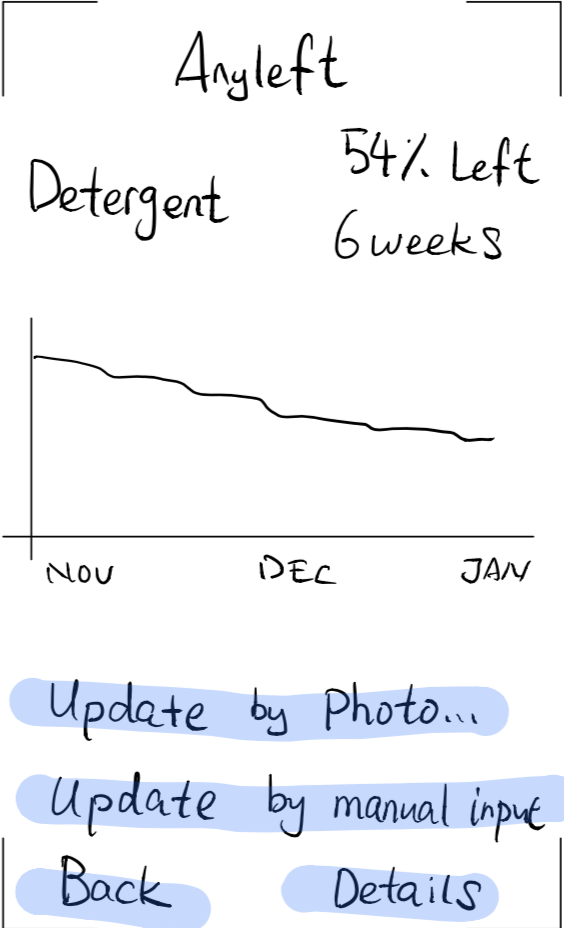 Anyleft
Detergent
54% Left
6 weeks
NOV DEC JAN
Update by Photo...
Update by manual input
Back Details